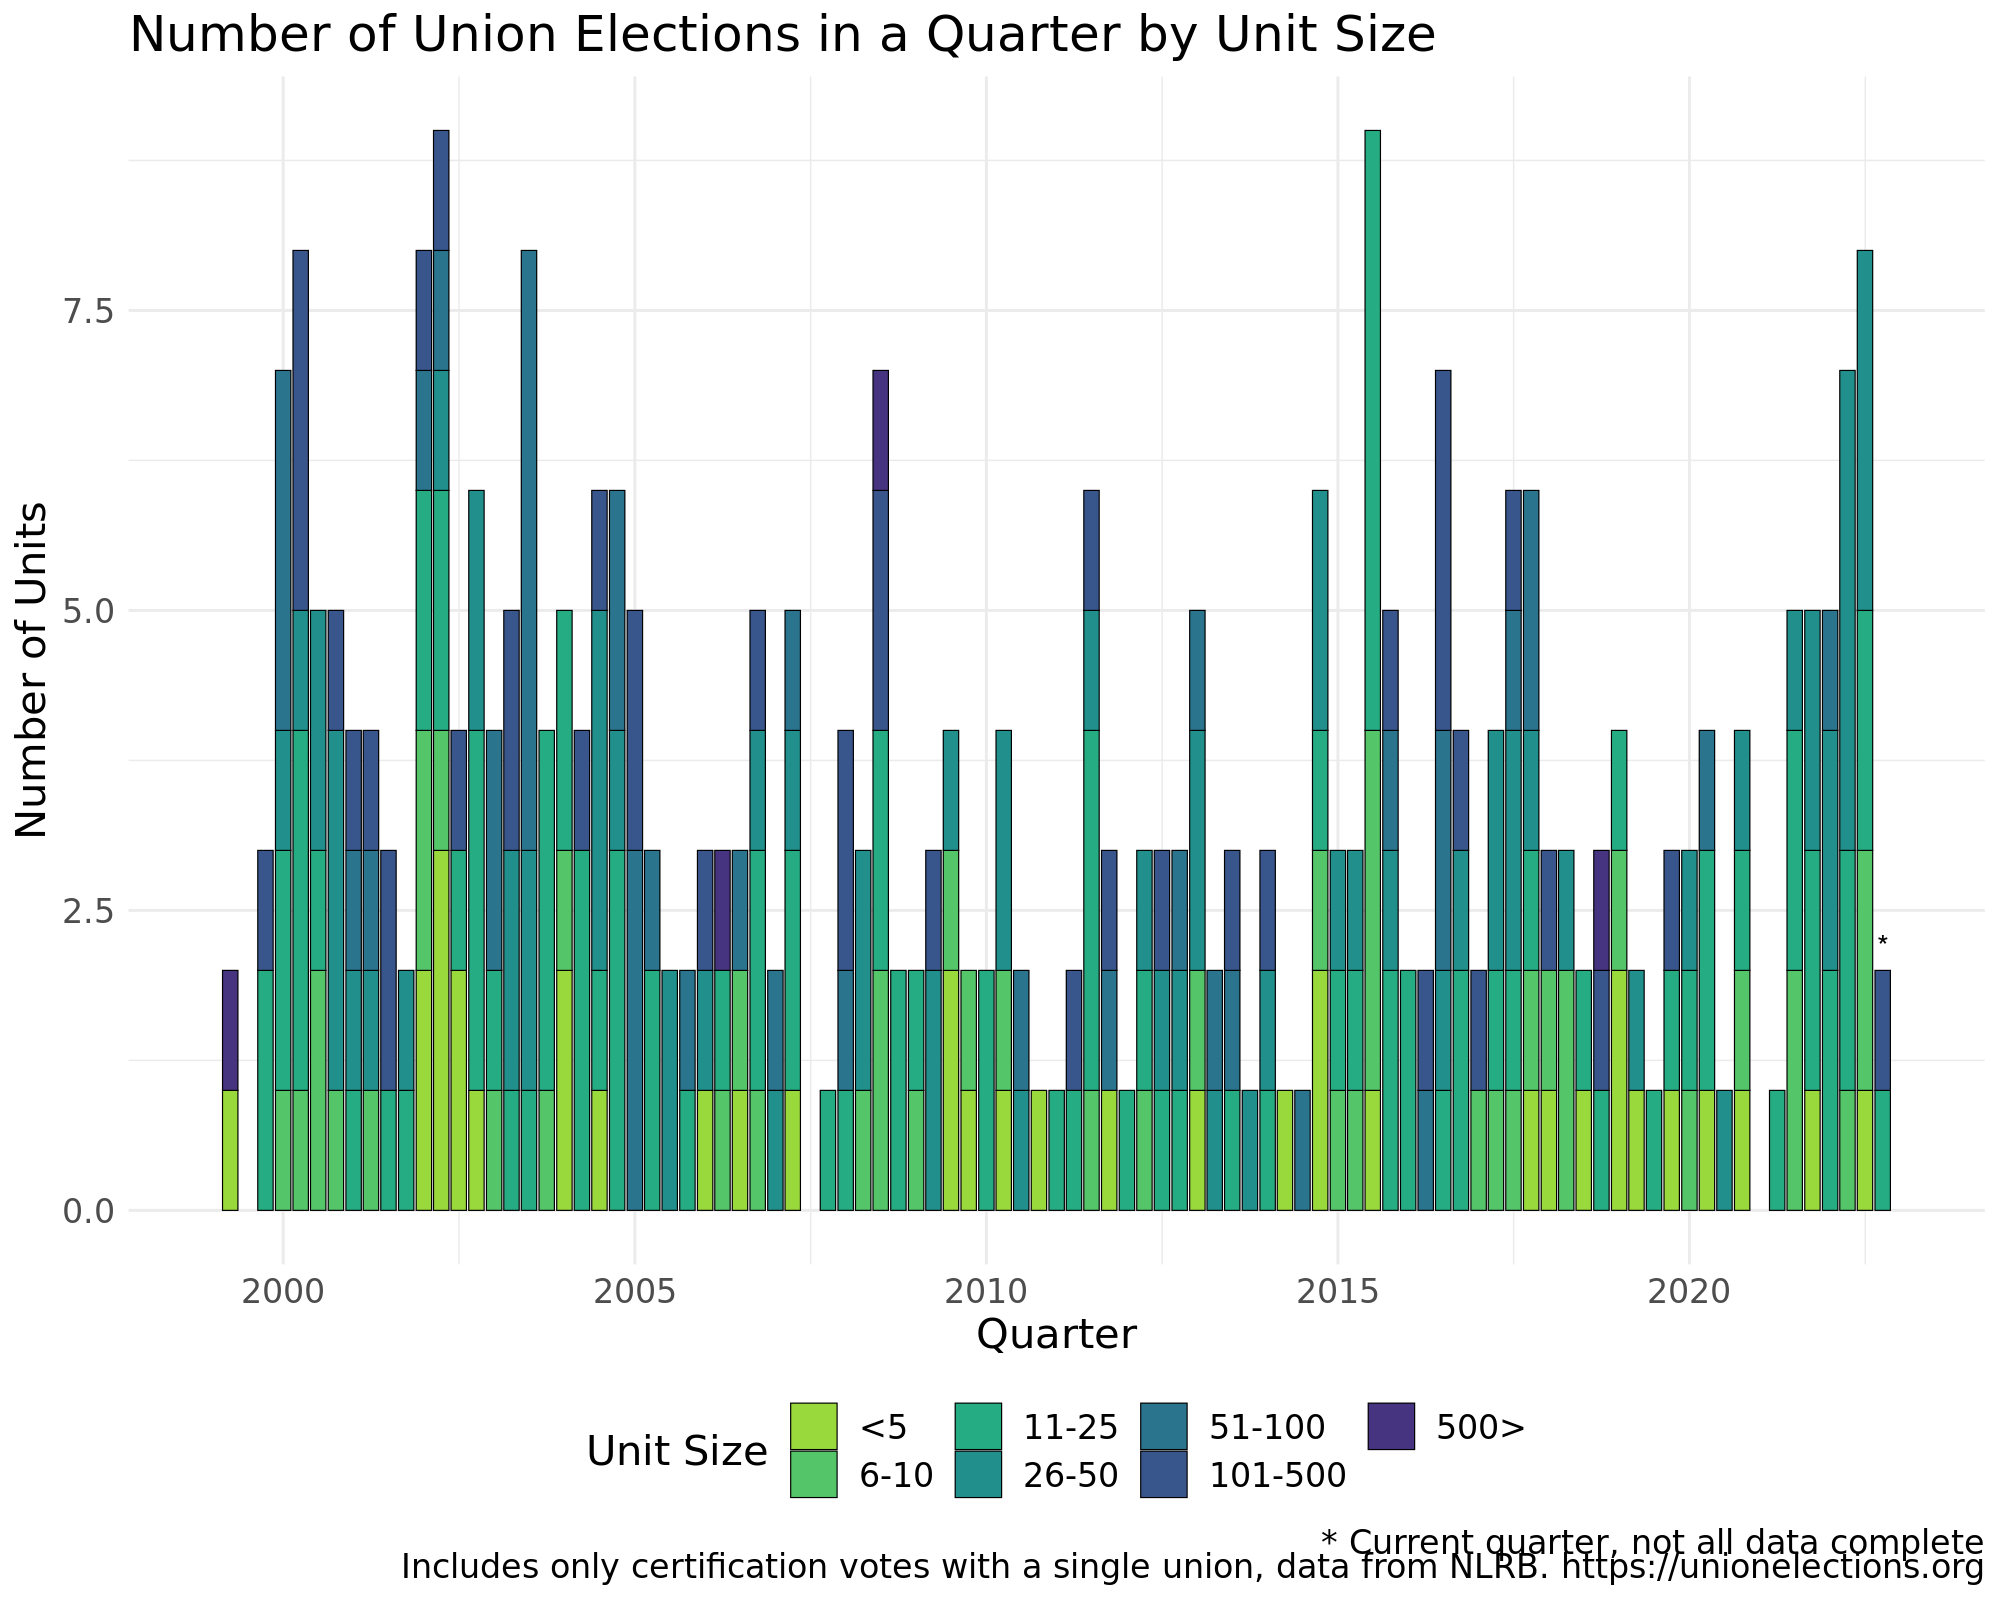 Number of Union Elections in a Quarter by Unit Size
Number of Units
7.5
5.0
2.5
0.0
*
2000 2005 2010 2015 2020
Quarter
Unit Size
<5 11-25 51-100 500>
6-10 26-50 101-500
* Current quarter, not all data complete
Includes only certification votes with a single union, data from NLRB. https://unionelections.org